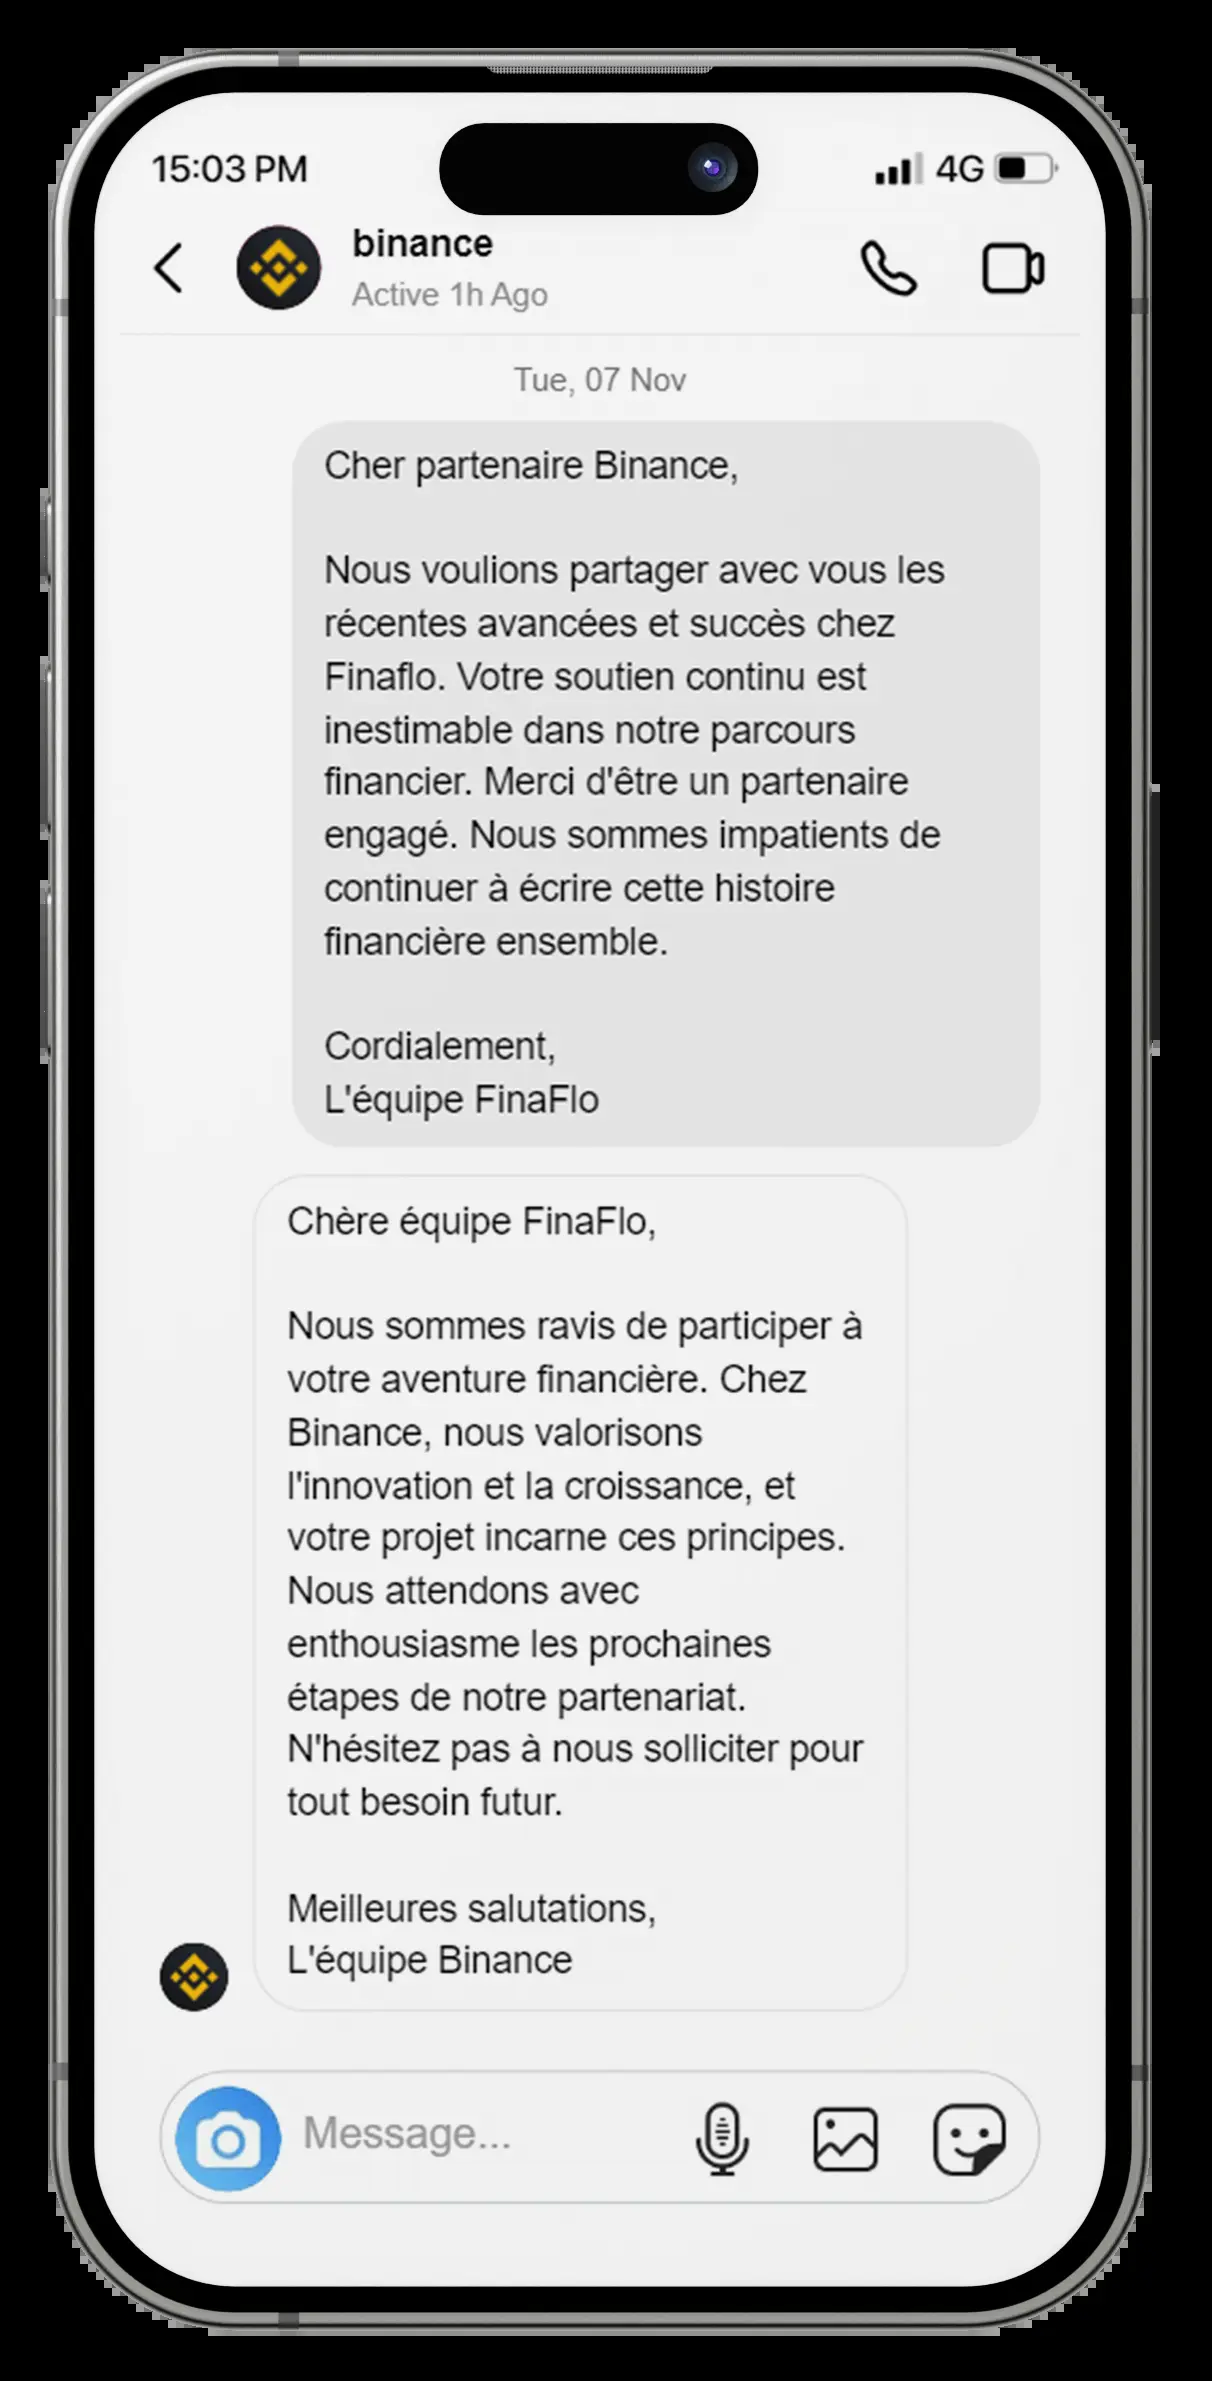 15:03 PM
4G
binance
Active 1h Ago
Tue, 07 Nov
Cher partenaire Binance,
Nous voulions partager avec vous les
récentes avancées et succès chez
Finaflo. Votre soutien continu est
inestimable dans notre parcours
financier. Merci d'être un partenaire
engagé. Nous sommes impatients de
continuer à écrire cette histoire
financière ensemble.
Cordialement,
L'équipe FinaFlo
Chère équipe FinaFlo,
Nous sommes ravis de participer à
votre aventure financière. Chez
Binance, nous valorisons
l'innovation et la croissance, et
votre projet incarne ces principes.
Nous attendons avec
enthousiasme les prochaines
étapes de notre partenariat.
N'hésitez pas à nous solliciter pour
tout besoin futur.
Meilleures salutations,
L'équipe Binance
Message...